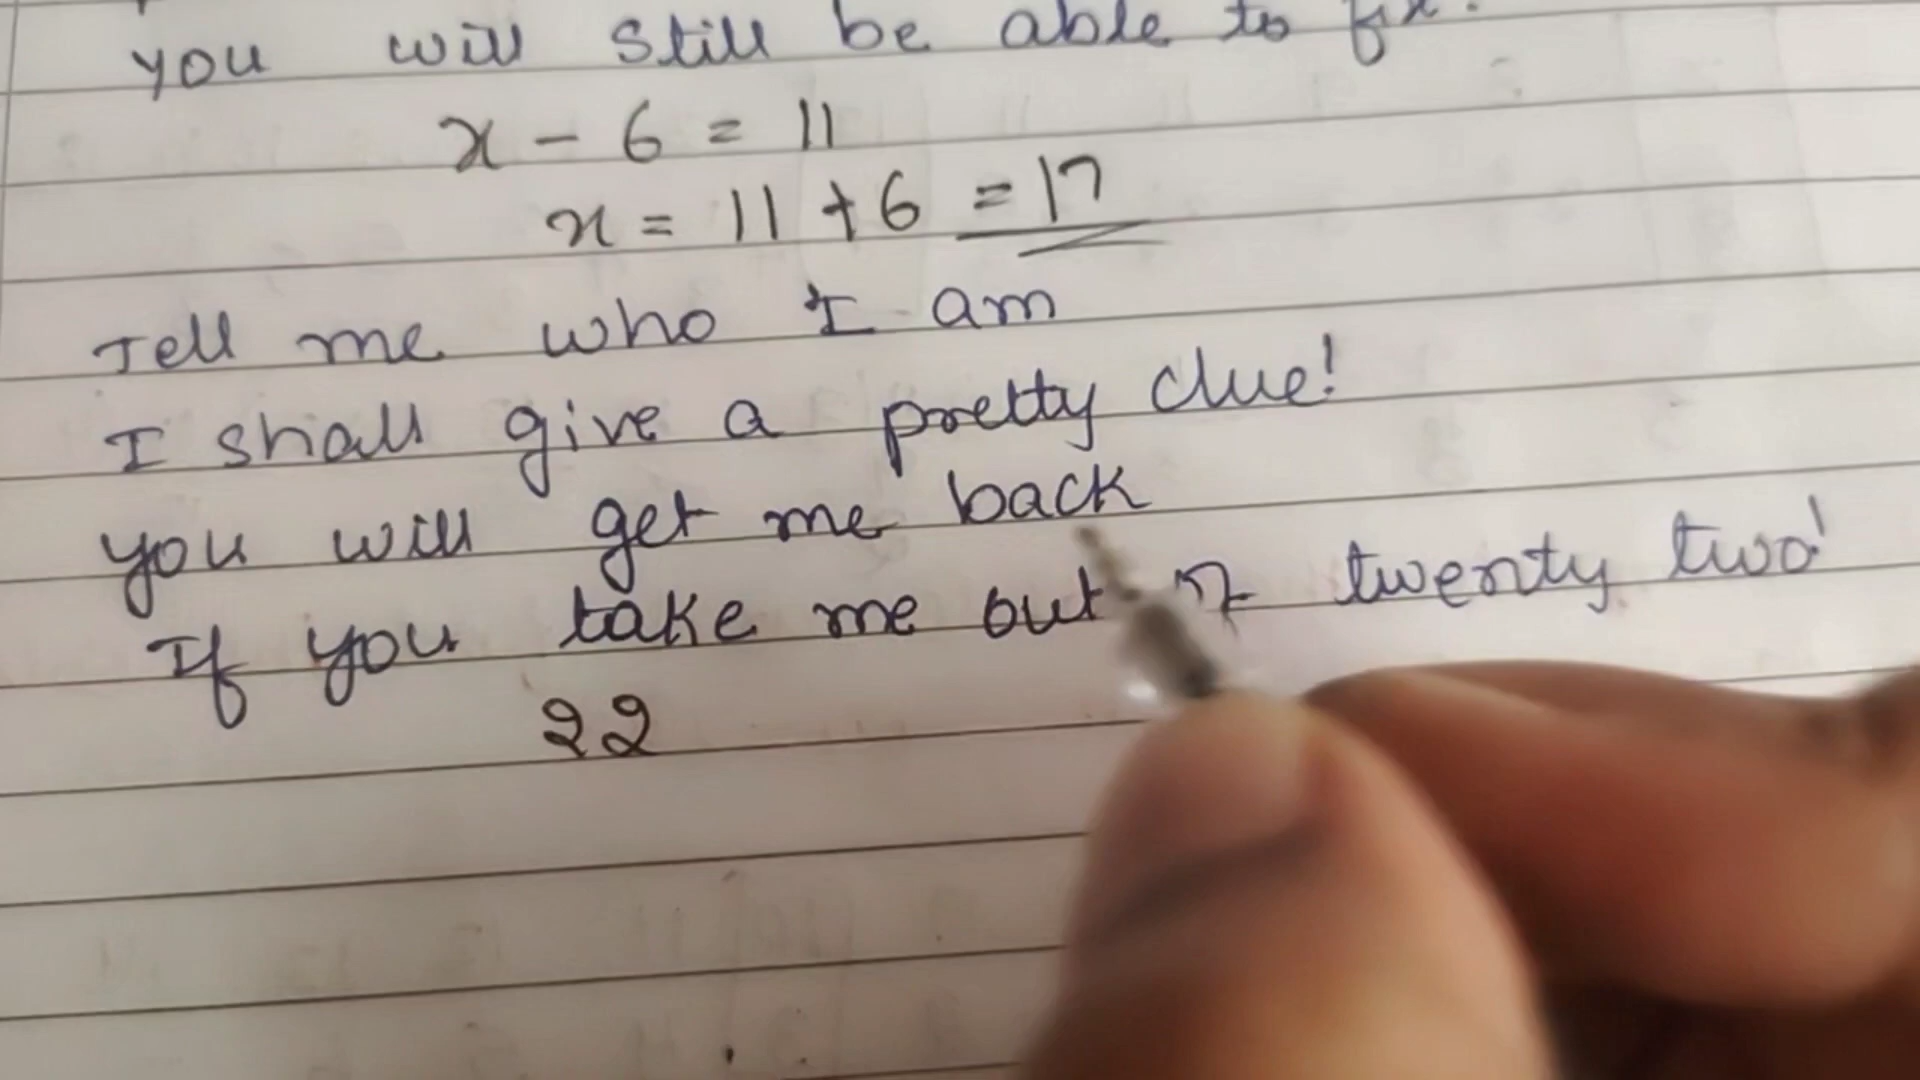 you will still be able to fix.
x - 6 = 11
x = 11 + 6 = 17
Tell me who I am
I shall give a pretty clue!
you will get me back
If you take me out of twenty two!
22